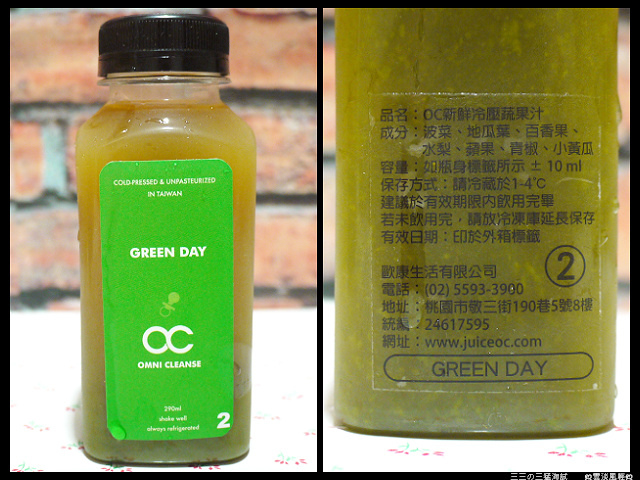 COLD-PRESSED & UNPASTEURIZED
IN TAIWAN
GREEN DAY
OC
OMNI CLEANSE
290ml
shake well
always refrigerated
2
品名：OC新鮮冷壓蔬果汁
成分：菠菜、地瓜葉、百香果、
水梨、蘋果、青椒、小黃瓜
容量：如瓶身標籤所示 ± 10 ml
保存方式：請冷藏於1-4℃
建議於有效期限內飲用完畢
若未飲用完，請放冷凍庫延長保存
有效日期：印於外箱標籤
歐康生活有限公司
②
電話：(02) 5593-3900
地址：桃園市敬三街190巷5號8樓
統編：24617595
網址：www.juiceoc.com
GREEN DAY